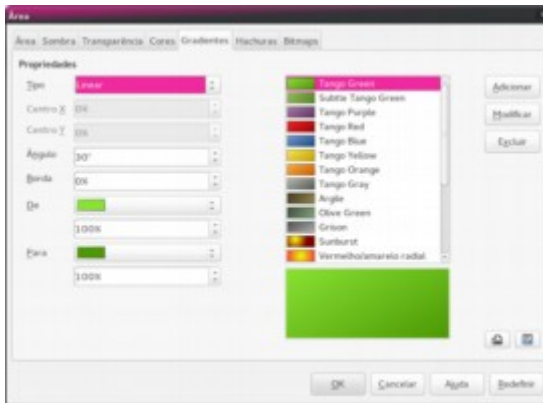 Área
Área Sombra Transparência Cores Gradientes Hachuras Bitmaps
Propriedades
Tipo Linear
Centro X 0%
Centro Y 0%
Ângulo 30°
Borda 0%
De
100%
Para
100%
Tango Green
Subtle Tango Green
Tango Purple
Tango Red
Tango Blue
Tango Yellow
Tango Orange
Tango Gray
Argile
Olive Green
Grison
Sunburst
Vermelho/amarelo radial
Adicionar
Modificar
Excluir
OK Cancelar Ajuda Redefinir